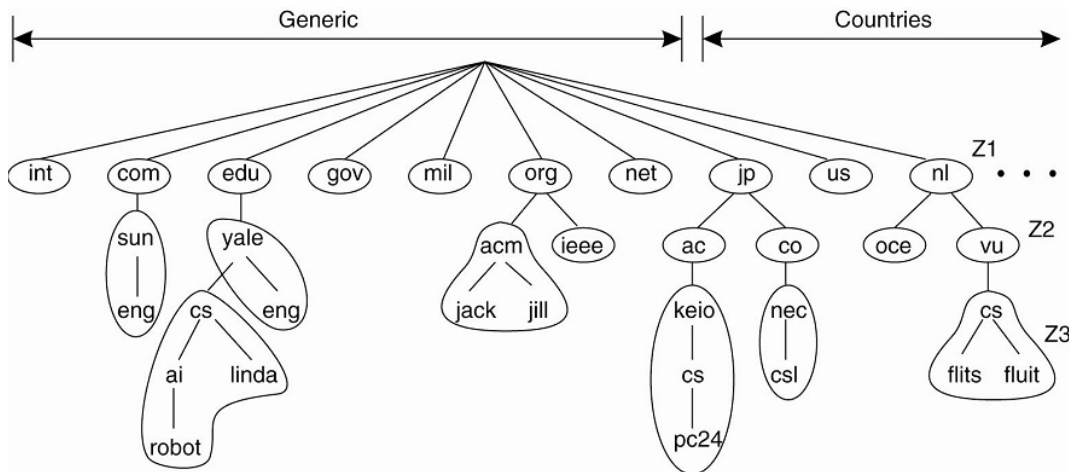 Generic Countries
int com edu gov mil org net jp us nl Z1 • • •
sun yale acm ieee ac co oce vu Z2
eng cs eng jack jill keio nec cs Z3
ai linda cs csl flits fluit
robot pc24